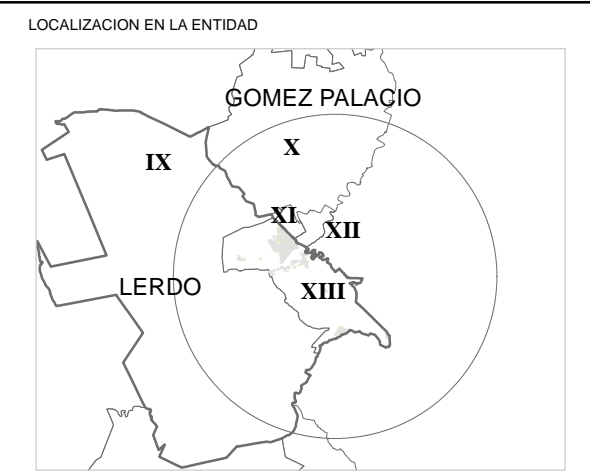 LOCALIZACION EN LA ENTIDAD
GOMEZ PALACIO
X
IX
XI
XII
LERDO
XIII